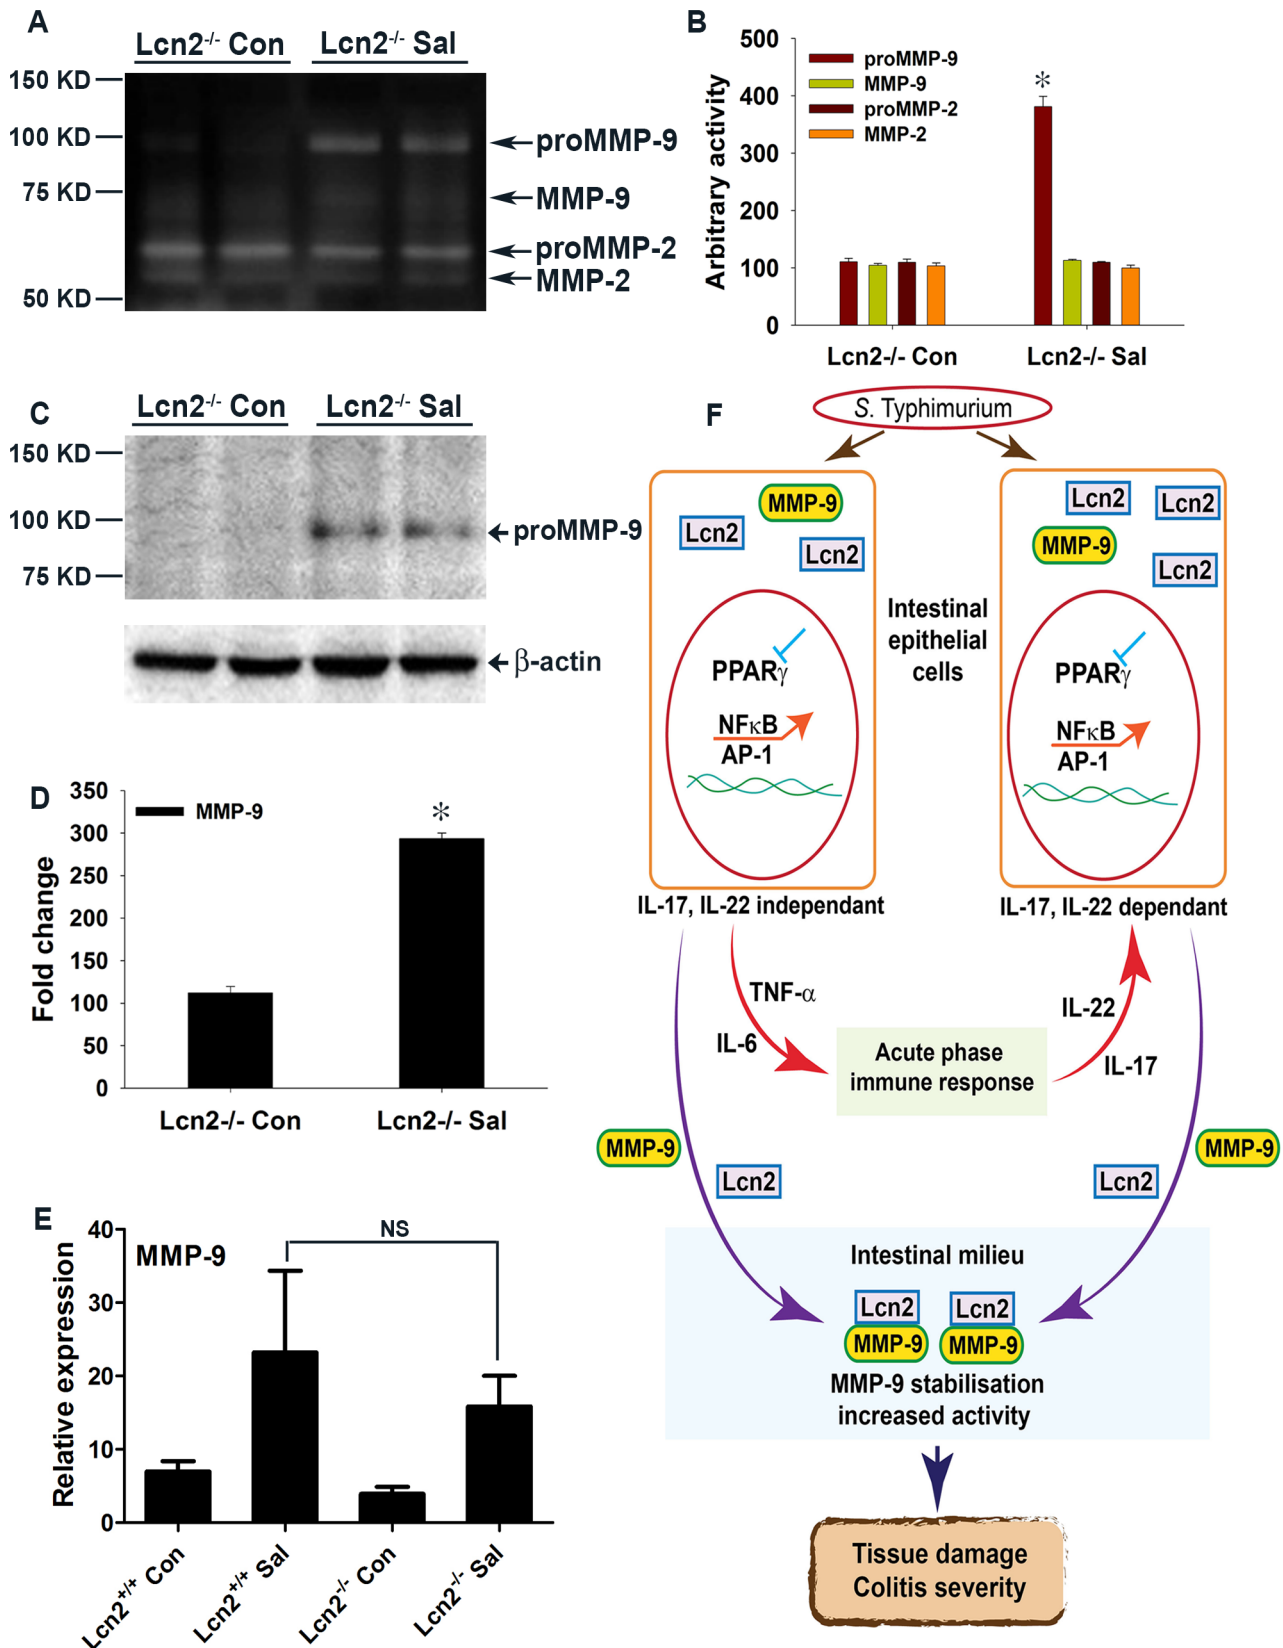 A
Lcn2-/- Con
Lcn2-/- Sal
150 KD
100 KD
75 KD
50 KD
proMMP-9
MMP-9
proMMP-2
MMP-2
B
500
400
300
200
100
0
Arbitrary activity
proMMP-9
MMP-9
proMMP-2
MMP-2
*
Lcn2-/- Con
Lcn2-/- Sal
C
Lcn2-/- Con
Lcn2-/- Sal
150 KD
100 KD
75 KD
proMMP-9
β-actin
D
350
300
250
200
150
100
50
0
Fold change
MMP-9
*
Lcn2-/- Con
Lcn2-/- Sal
E
40
30
20
10
0
Relative expression
MMP-9
NS
Lcn2+/+ Con
Lcn2+/+ Sal
Lcn2-/- Con
Lcn2-/- Sal
F
S. Typhimurium
MMP-9
Lcn2
Lcn2
PPARγ
NFκB
AP-1
Intestinal
epithelial
cells
Lcn2
Lcn2
MMP-9
Lcn2
PPARγ
NFκB
AP-1
IL-17, IL-22 independant
IL-17, IL-22 dependant
TNF-α
IL-6
Acute phase
immune response
IL-22
IL-17
MMP-9
Lcn2
Lcn2
MMP-9
Intestinal milieu
Lcn2
Lcn2
MMP-9
MMP-9
MMP-9 stabilisation
increased activity
Tissue damage
Colitis severity